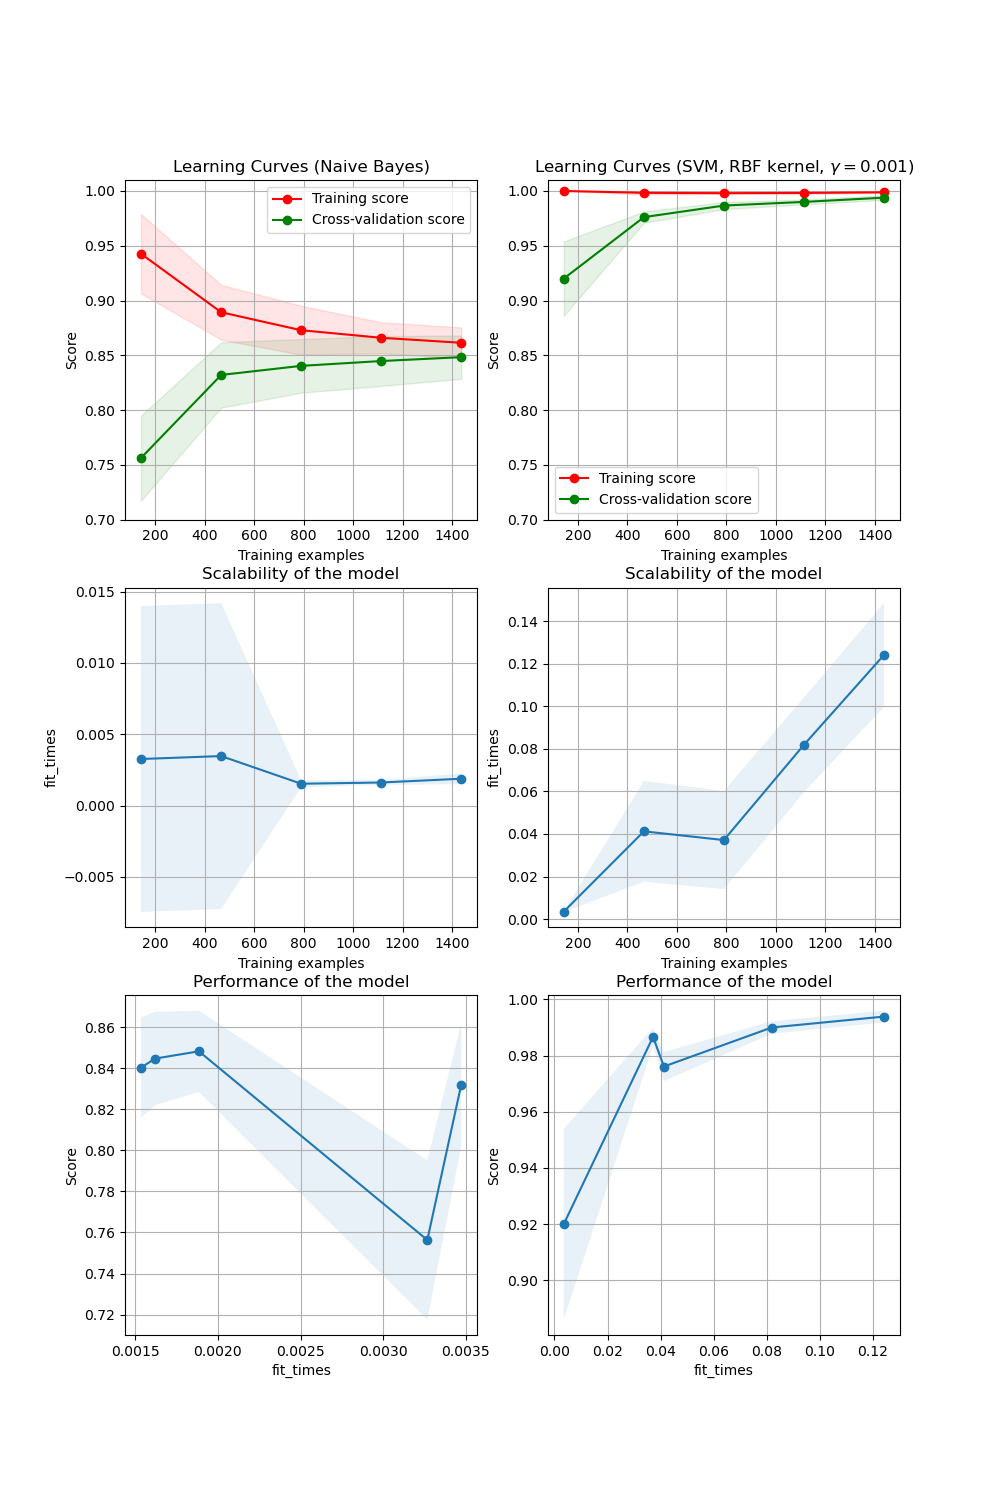 Learning Curves (Naive Bayes)
1.00
0.95
0.90
0.85
0.80
0.75
0.70
Score
Training score
Cross-validation score
200 400 600 800 1000 1200 1400
Training examples
Learning Curves (SVM, RBF kernel, γ = 0.001)
1.00
0.95
0.90
0.85
0.80
0.75
0.70
Score
Training score
Cross-validation score
200 400 600 800 1000 1200 1400
Training examples
Scalability of the model
0.015
0.010
0.005
0.000
−0.005
fit_times
200 400 600 800 1000 1200 1400
Training examples
Scalability of the model
0.14
0.12
0.10
0.08
0.06
0.04
0.02
0.00
fit_times
200 400 600 800 1000 1200 1400
Training examples
Performance of the model
0.86
0.84
0.82
0.80
0.78
0.76
0.74
0.72
Score
0.0015 0.0020 0.0025 0.0030 0.0035
fit_times
Performance of the model
1.00
0.98
0.96
0.94
0.92
0.90
Score
0.00 0.02 0.04 0.06 0.08 0.10 0.12
fit_times